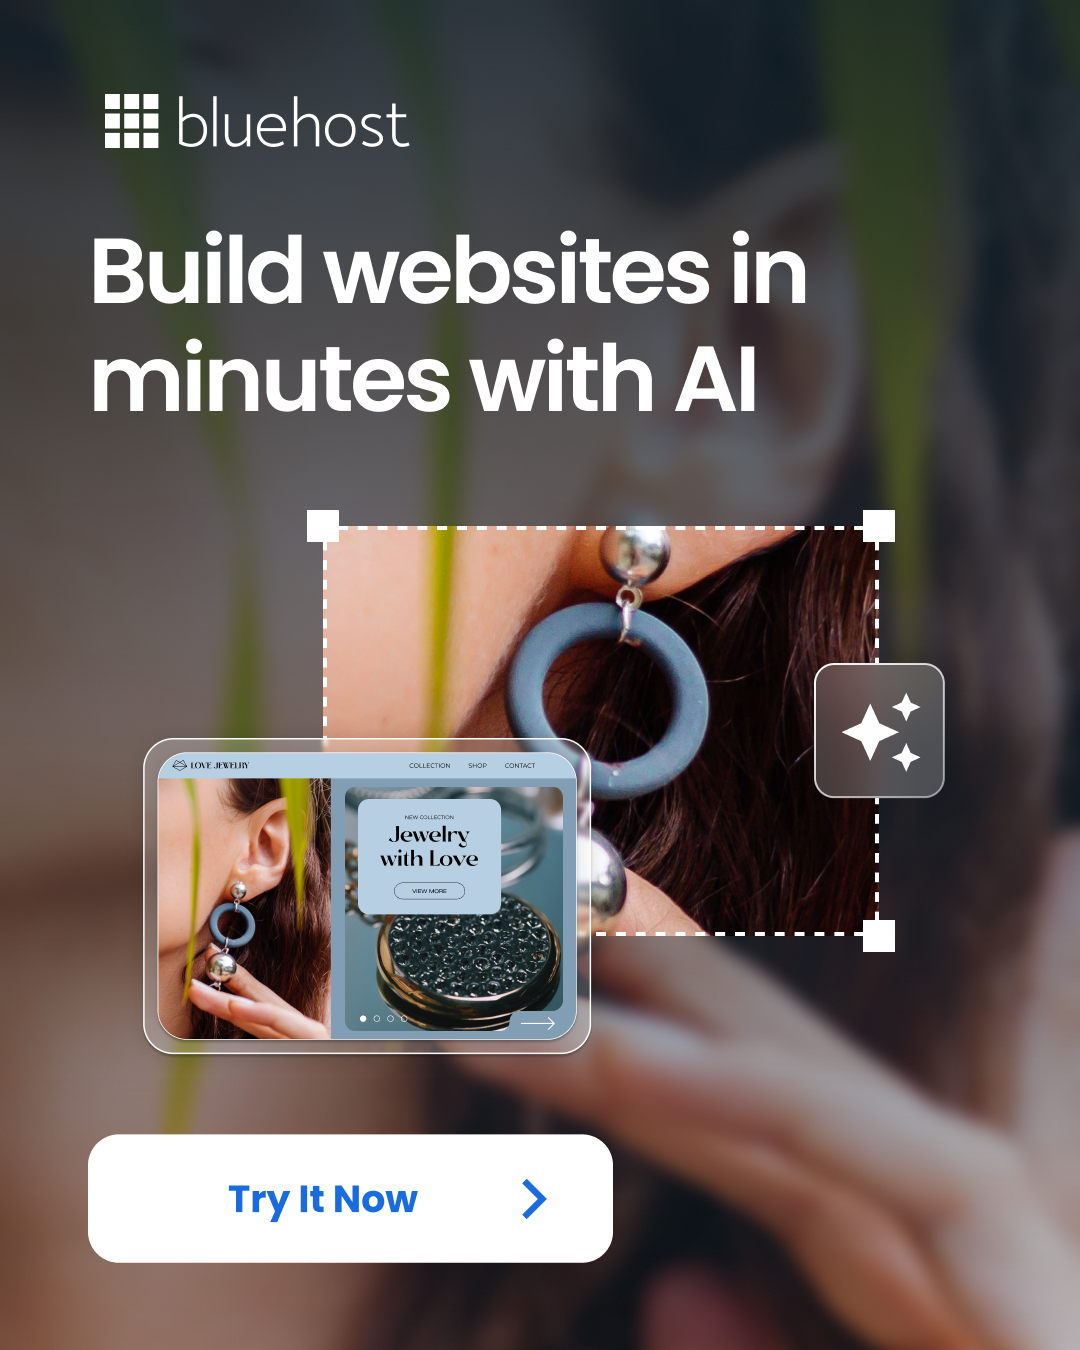 bluehost
Build websites in
minutes with AI
LOVE JEWELRY
COLLECTION SHOP CONTACT
NEW COLLECTION
Jewelry
with Love
VIEW MORE
Try It Now